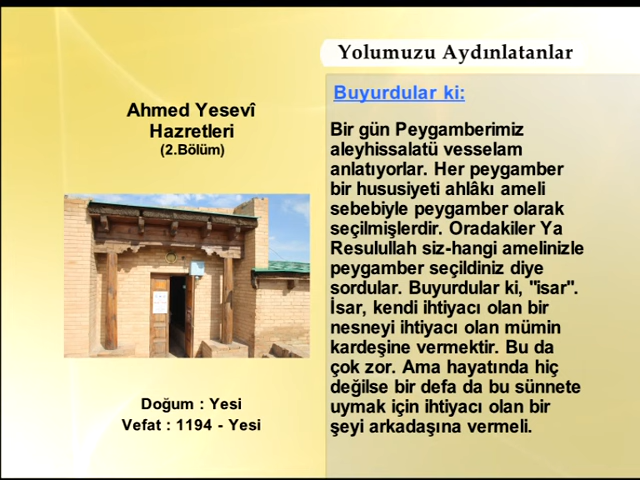 Yolumuzu Aydınlatanlar
Ahmed Yesevî
Hazretleri
(2.Bölüm)
Doğum : Yesi
Vefat : 1194 - Yesi
Buyurdular ki:
Bir gün Peygamberimiz
aleyhissalatü vesselam
anlatıyorlar. Her peygamber
bir hususiyeti ahlâkı ameli
sebebiyle peygamber olarak
seçilmişlerdir. Oradakiler Ya
Resulullah siz-hangi amelinizle
peygamber seçildiniz diye
sordular. Buyurdular ki, "isar".
İsar, kendi ihtiyacı olan bir
nesneyi ihtiyacı olan mümin
kardeşine vermektir. Bu da
çok zor. Ama hayatında hiç
değilse bir defa da bu sünnete
uymak için ihtiyacı olan bir
şeyi arkadaşına vermeli.